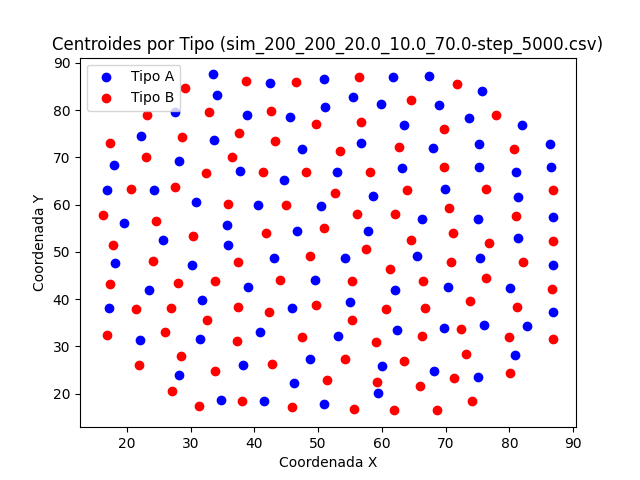 Centroides por Tipo (sim_200_200_20.0_10.0_70.0-step_5000.csv)
Tipo A
Tipo B
90
80
70
60
50
40
30
20
Coordenada Y
20 30 40 50 60 70 80 90
Coordenada X